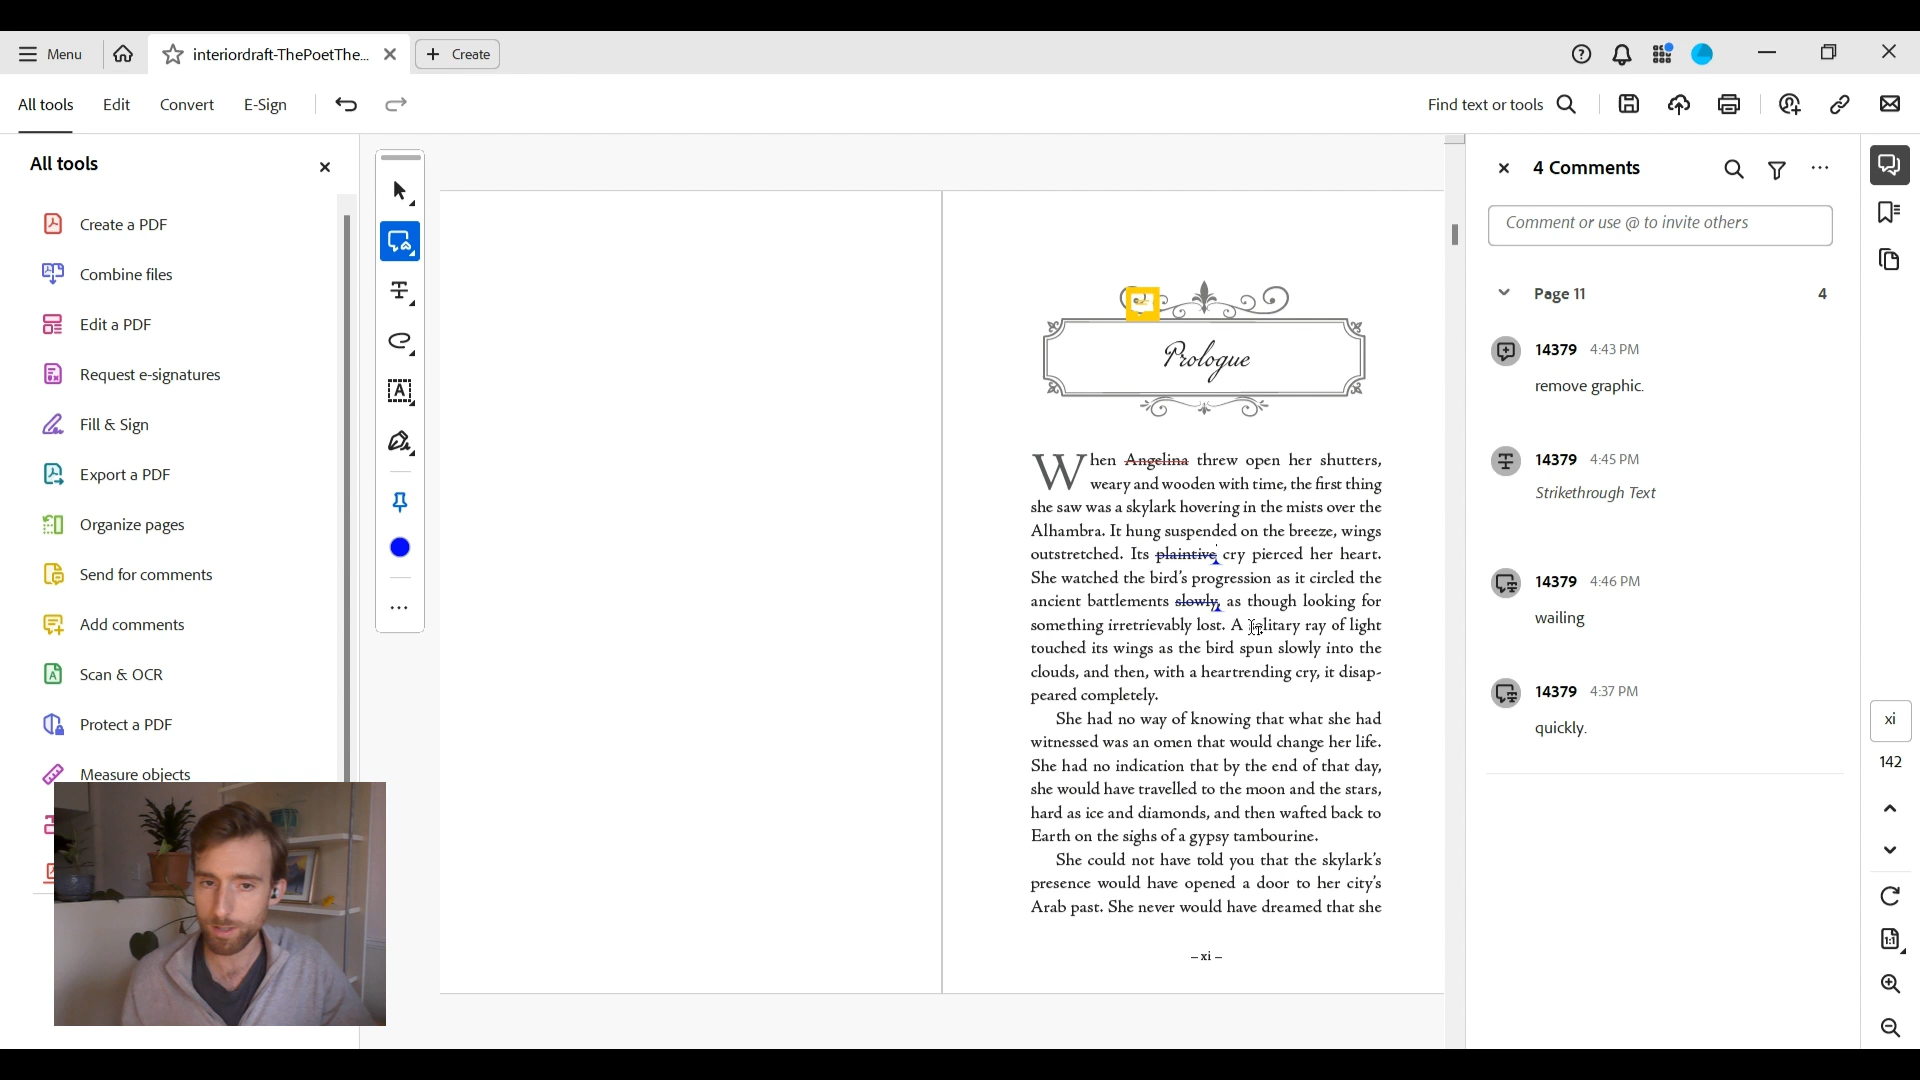 Menu
interiordraft-ThePoetThe...
Create
All tools
Edit
Convert
E-Sign
Find text or tools
All tools
Create a PDF
Combine files
Edit a PDF
Request e-signatures
Fill & Sign
Export a PDF
Organize pages
Send for comments
Add comments
Scan & OCR
Protect a PDF
Measure objects
Prologue
When Angelina threw open her shutters,
weary and wooden with time, the first thing
she saw was a skylark hovering in the mists over the
Alhambra. It hung suspended on the breeze, wings
outstretched. Its plaintive cry pierced her heart.
She watched the bird's progression as it circled the
ancient battlements slowly, as though looking for
something irretrievably lost. A solitary ray of light
touched its wings as the bird spun slowly into the
clouds, and then, with a heartrending cry, it disap-
peared completely.
She had no way of knowing that what she had
witnessed was an omen that would change her life.
She had no indication that by the end of that day,
she would have travelled to the moon and the stars,
hard as ice and diamonds, and then wafted back to
Earth on the sighs of a gypsy tambourine.
She could not have told you that the skylark's
presence would have opened a door to her city's
Arab past. She never would have dreamed that she
– xi –
4 Comments
Comment or use @ to invite others
Page 11 4
14379 4:43 PM
remove graphic.
14379 4:45 PM
Strikethrough Text
14379 4:46 PM
wailing
14379 4:37 PM
quickly.
xi
142